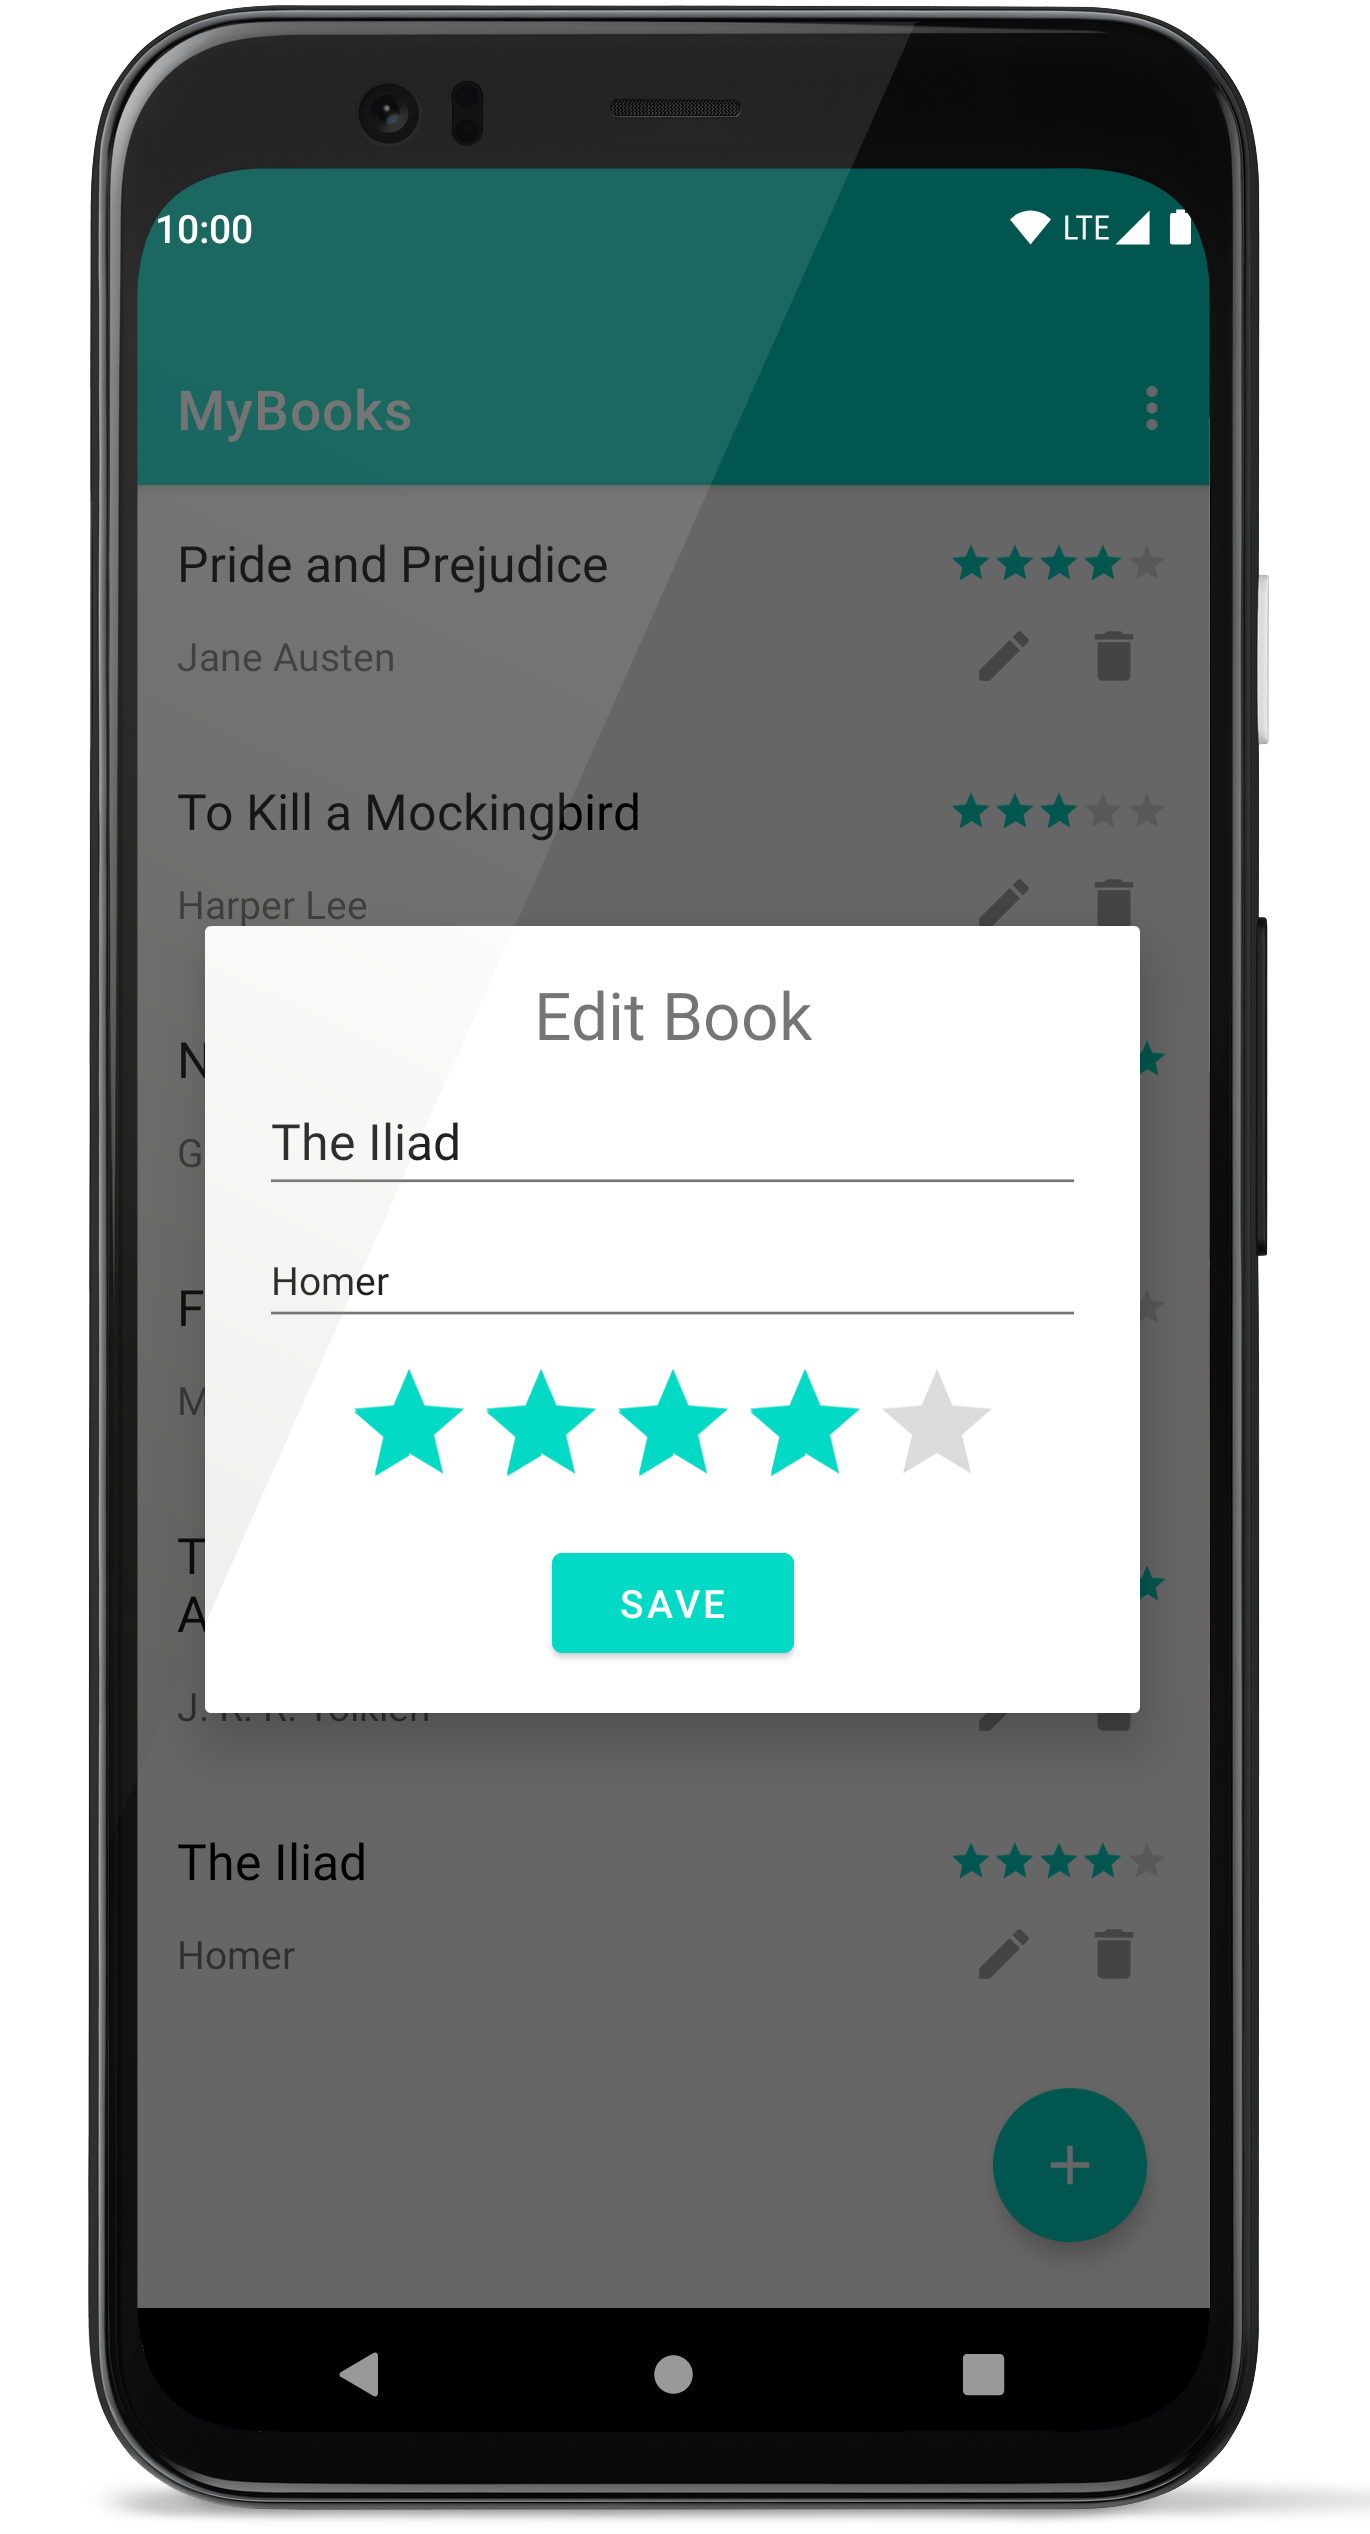 10:00 LTE
MyBooks
Pride and Prejudice
Jane Austen
To Kill a Mockingbird
Harper Lee
Edit Book
The Iliad
Homer
SAVE
J. R. R. Tolkien
The Iliad
Homer